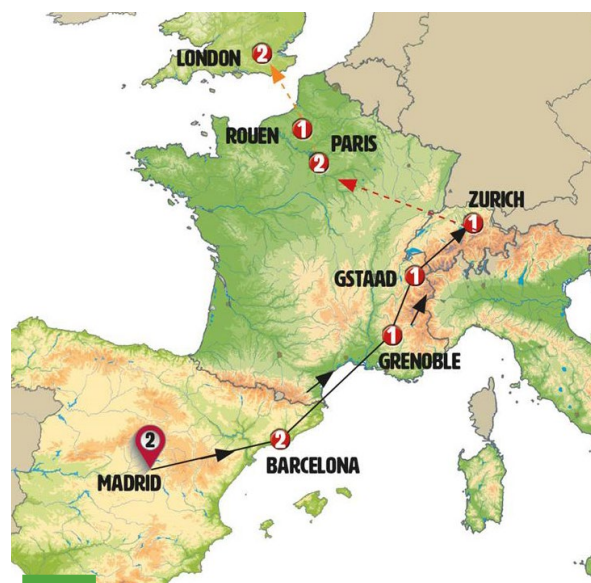 LONDON 2
ROUEN 1
PARIS
2
ZURICH
1
GSTAAD 1
1
GRENOBLE
2
MADRID
2
BARCELONA